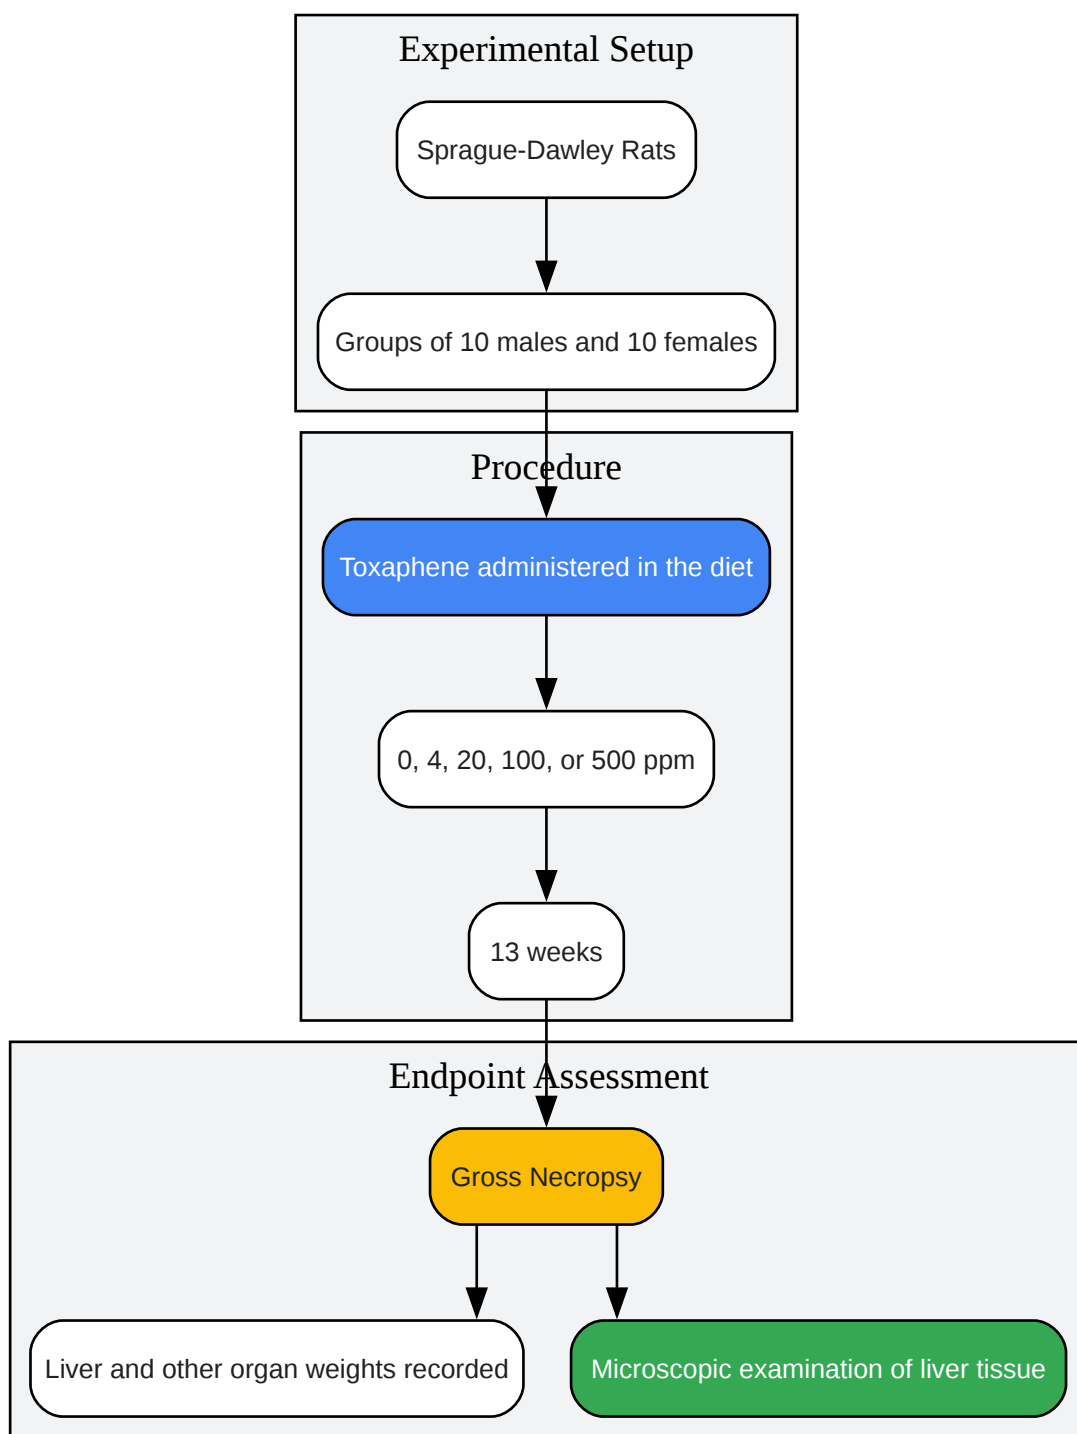 Experimental Setup
Sprague-Dawley Rats
Groups of 10 males and 10 females
Procedure
Toxaphene administered in the diet
0, 4, 20, 100, or 500 ppm
13 weeks
Endpoint Assessment
Gross Necropsy
Liver and other organ weights recorded
Microscopic examination of liver tissue